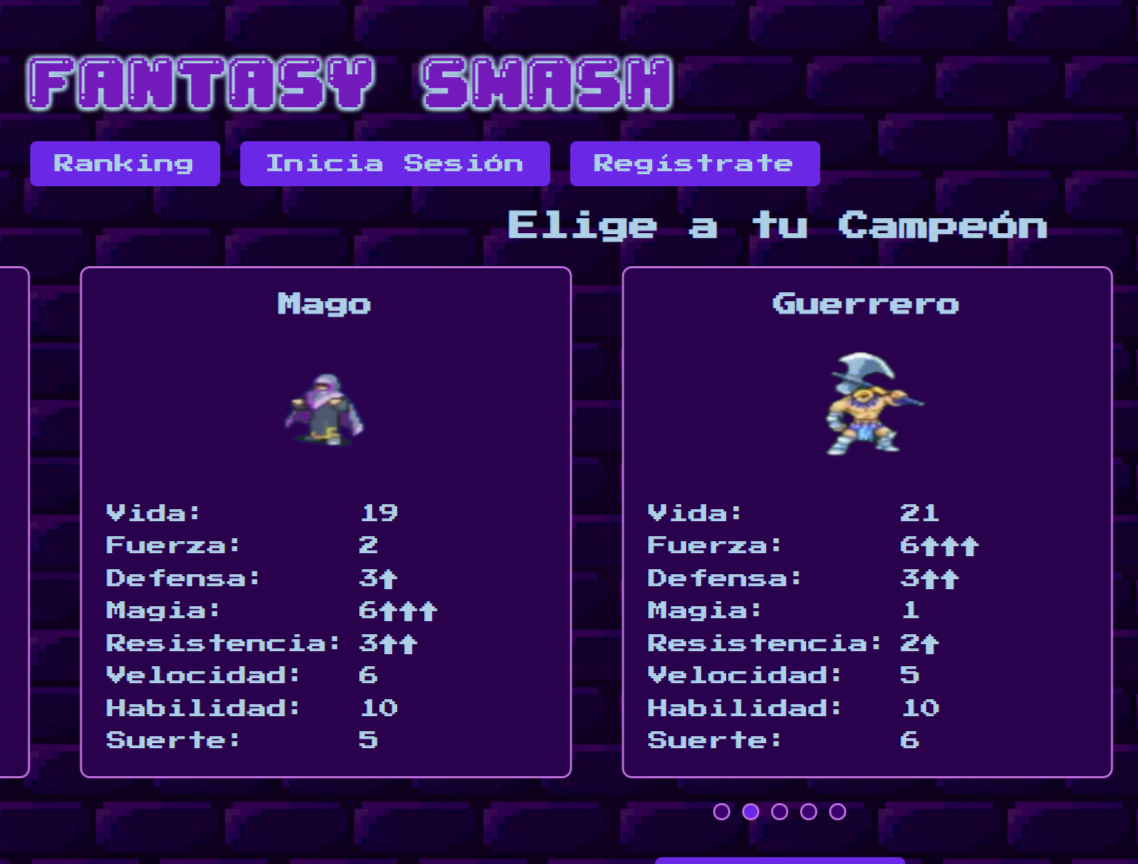 FANTASY SMASH
Ranking Inicia Sesión Regístrate
Elige a tu Campeón
Mago
Vida: 19
Fuerza: 2
Defensa: 3↑
Magia: 6↑↑↑
Resistencia: 3↑↑
Velocidad: 6
Habilidad: 10
Suerte: 5
Guerrero
Vida: 21
Fuerza: 6↑↑↑
Defensa: 3↑↑
Magia: 1
Resistencia: 2↑
Velocidad: 5
Habilidad: 10
Suerte: 6